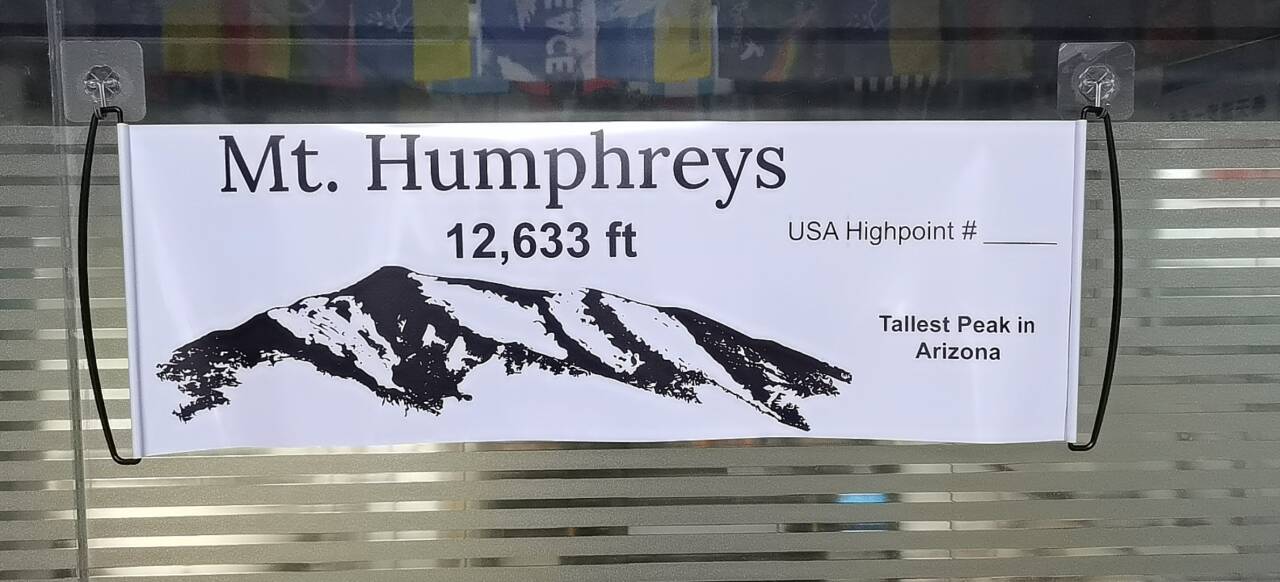 Mt. Humphreys
12,633 ft
USA Highpoint # ______
Tallest Peak in
Arizona